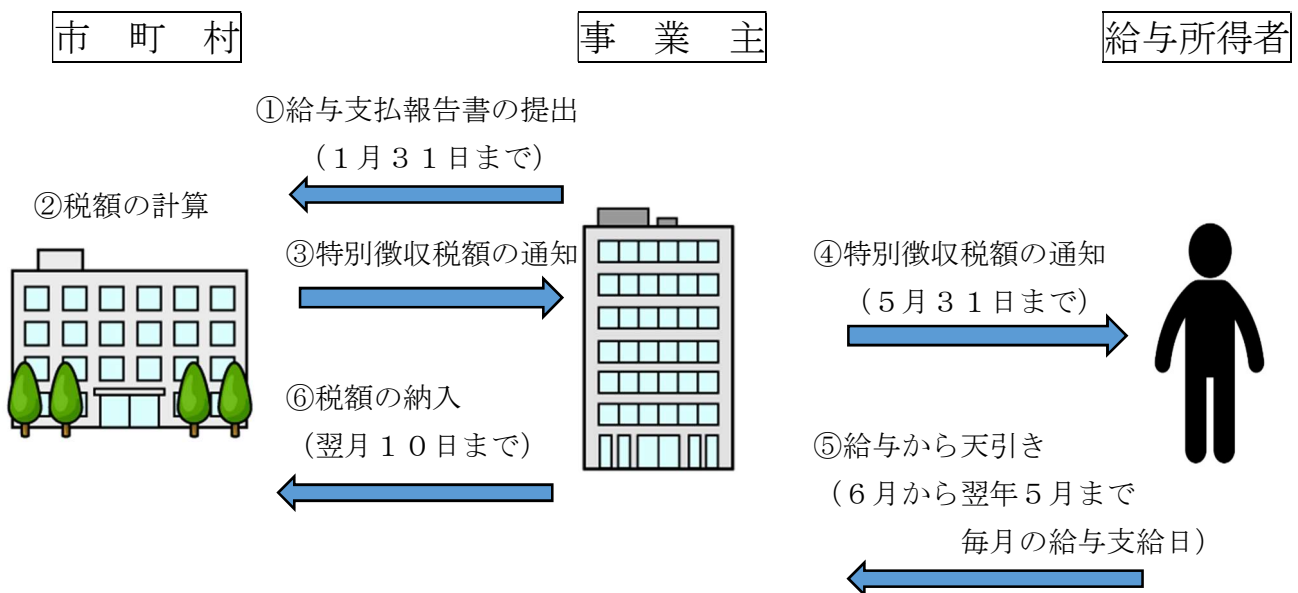 市　町　村
事　業　主
給与所得者
①給与支払報告書の提出
（１月３１日まで）
②税額の計算
③特別徴収税額の通知
④特別徴収税額の通知
（５月３１日まで）
⑤給与から天引き
（６月から翌年５月まで
毎月の給与支給日）
⑥税額の納入
（翌月１０日まで）